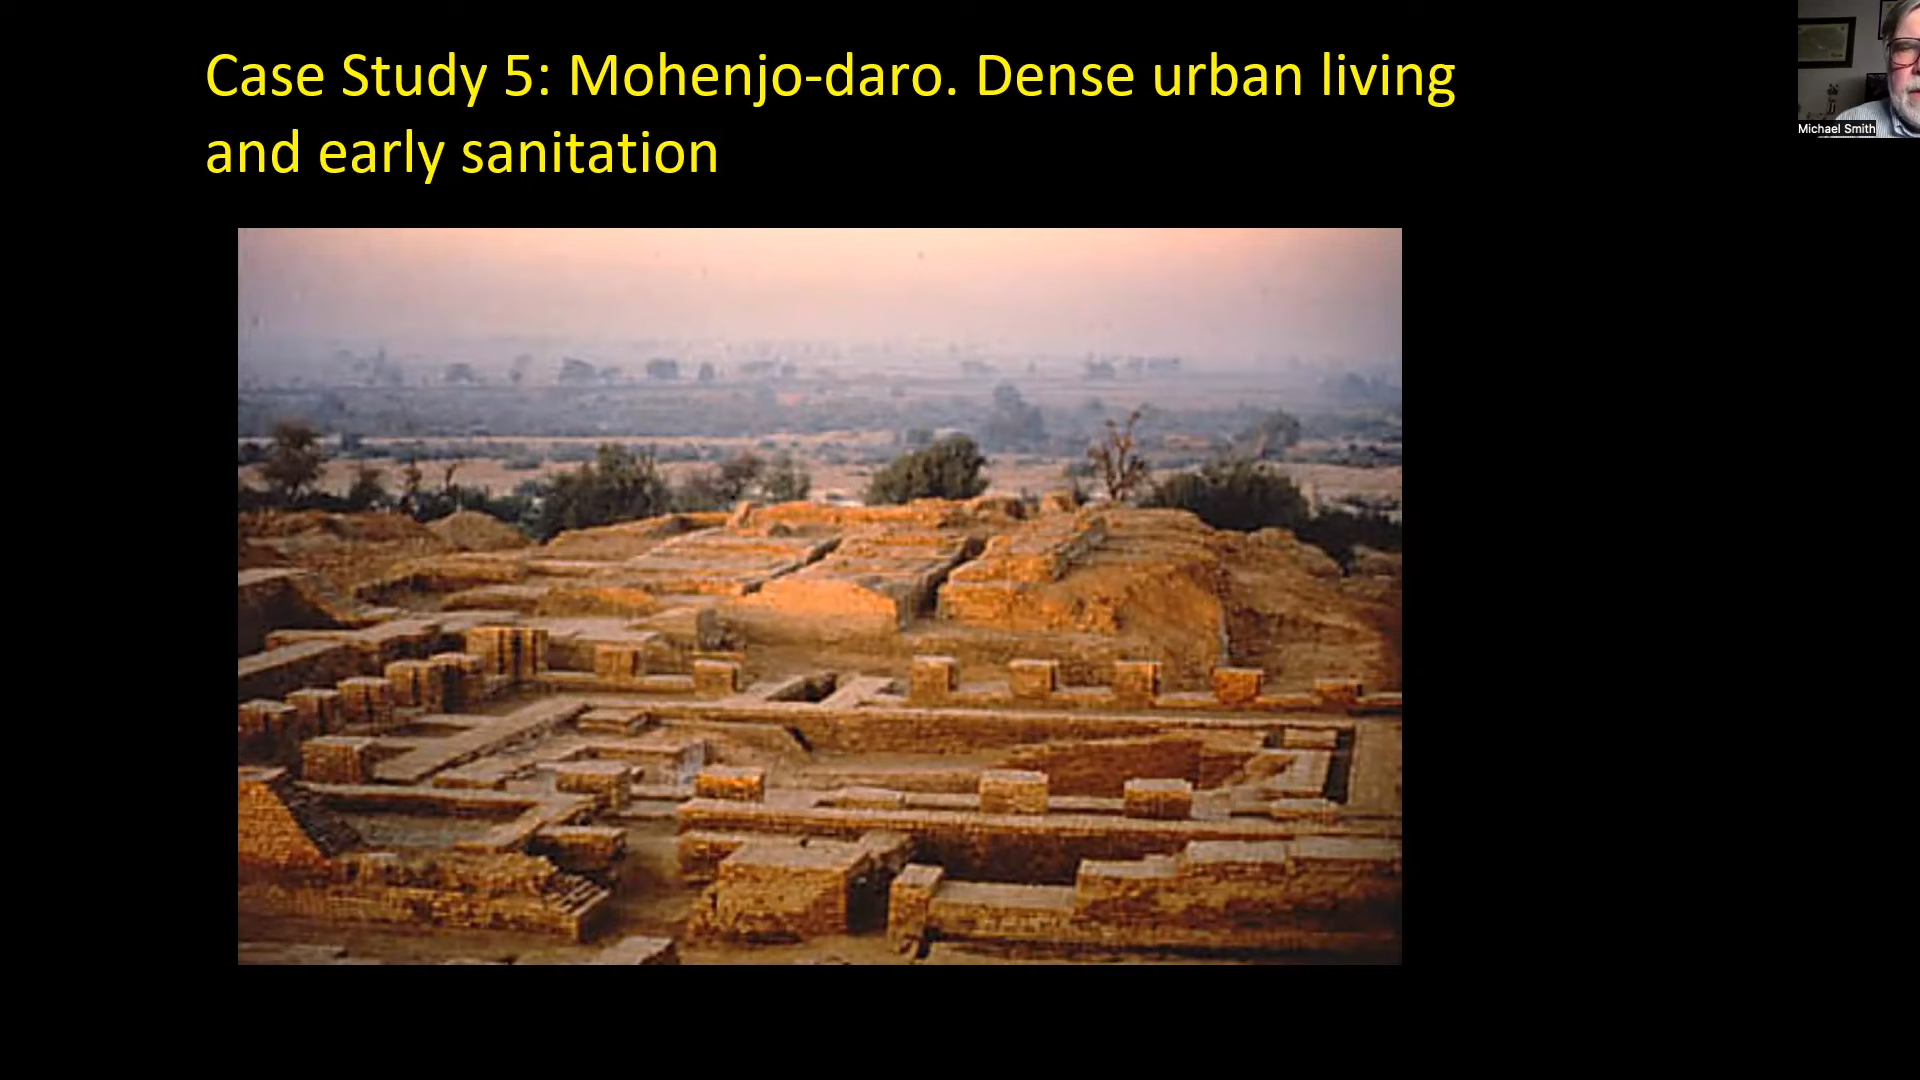 Case Study 5: Mohenjo-daro. Dense urban living
and early sanitation
Michael Smith